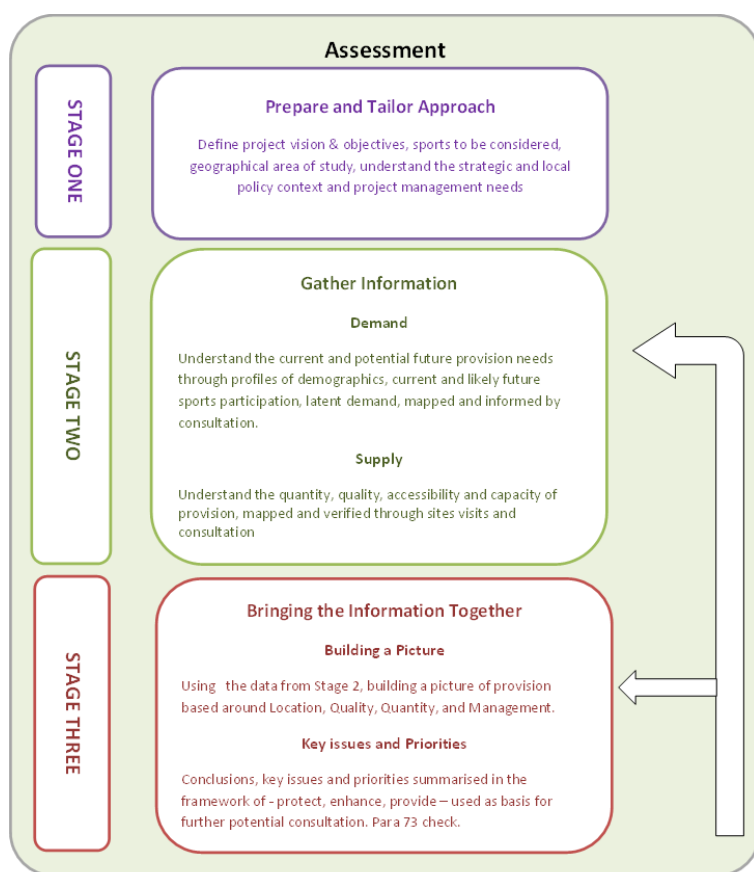 Assessment
STAGE ONE
Prepare and Tailor Approach
Define project vision & objectives, sports to be considered,
geographical area of study, understand the strategic and local
policy context and project management needs
STAGE TWO
Gather Information
Demand
Understand the current and potential future provision needs
through profiles of demographics, current and likely future
sports participation, latent demand, mapped and informed by
consultation.
Supply
Understand the quantity, quality, accessibility and capacity of
provision, mapped and verified through sites visits and
consultation
STAGE THREE
Bringing the Information Together
Building a Picture
Using the data from Stage 2, building a picture of provision
based around Location, Quality, Quantity, and Management.
Key issues and Priorities
Conclusions, key issues and priorities summarised in the
framework of - protect, enhance, provide – used as basis for
further potential consultation. Para 73 check.